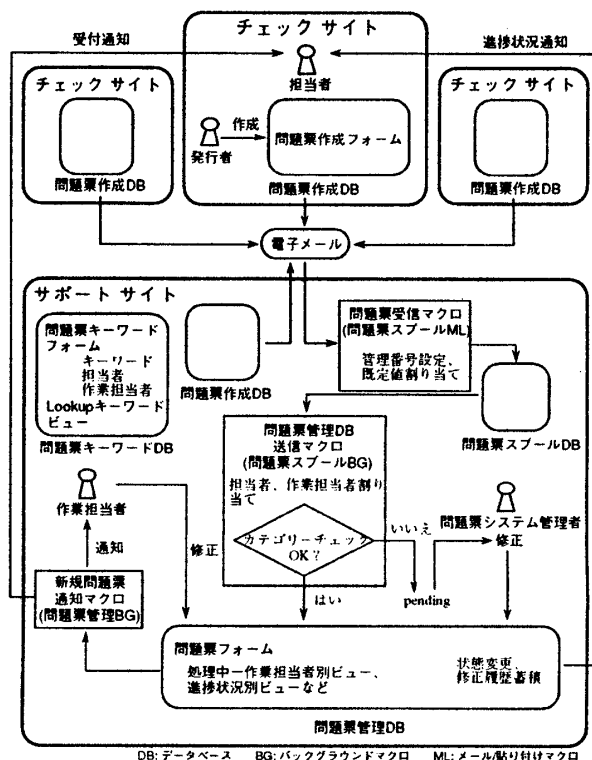 受付通知
チェック サイト
進捗状況通知
担当者
チェック サイト
チェック サイト
作成
発行者
問題票作成フォーム
問題票作成DB
問題票作成DB
問題票作成DB
電子メール
サポート サイト
問題票キーワード
フォーム
キーワード
担当者
作業担当者
Lookupキーワード
ビュー
問題票キーワードDB
問題票作成DB
問題票受信マクロ
(問題票スプールML)
管理番号設定、
既定値割り当て
問題票スプールDB
問題票管理DB
送信マクロ
(問題票スプールBG)
担当者、作業担当者割り
当て
カテゴリーチェック
OK?
いいえ
はい
pending
作業担当者
通知
修正
問題票システム管理者
修正
新規問題票
通知マクロ
(問題票管理BG)
問題票フォーム
処理中ー作業担当者別ビュー、
進捗状況別ビューなど
状態変更、
修正履歴蓄積
問題票管理DB
DB: データベース BG: バックグラウンドマクロ ML: メール/貼り付けマクロ